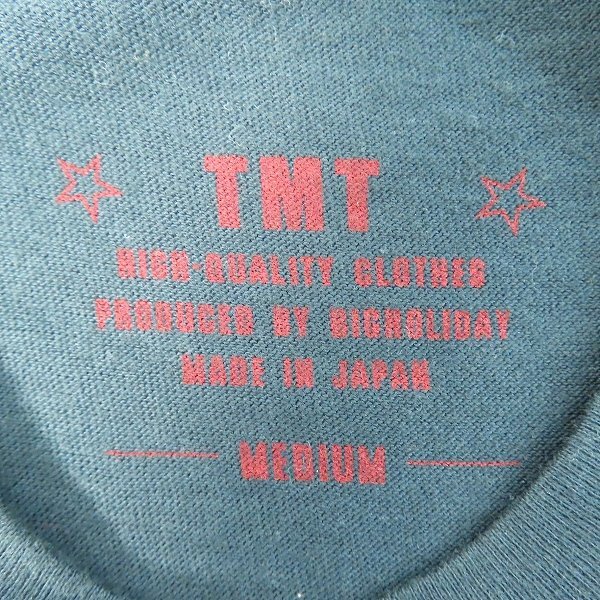 TMT
HIGH-QUALITY CLOTHES
PRODUCED BY BIGHOLIDAY
MADE IN JAPAN
MEDIUM